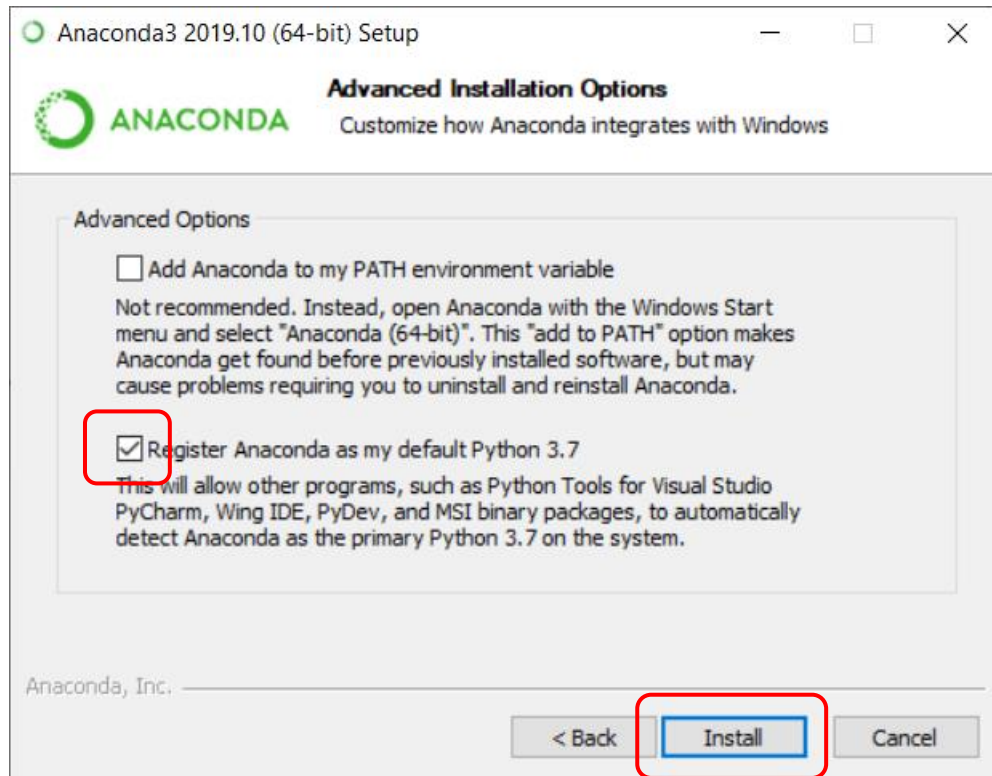 Anaconda3 2019.10 (64-bit) Setup
ANACONDA
Advanced Installation Options
Customize how Anaconda integrates with Windows
Advanced Options
Add Anaconda to my PATH environment variable
Not recommended. Instead, open Anaconda with the Windows Start
menu and select "Anaconda (64-bit)". This "add to PATH" option makes
Anaconda get found before previously installed software, but may
cause problems requiring you to uninstall and reinstall Anaconda.
Register Anaconda as my default Python 3.7
This will allow other programs, such as Python Tools for Visual Studio
PyCharm, Wing IDE, PyDev, and MSI binary packages, to automatically
detect Anaconda as the primary Python 3.7 on the system.
Anaconda, Inc.
< Back Install Cancel